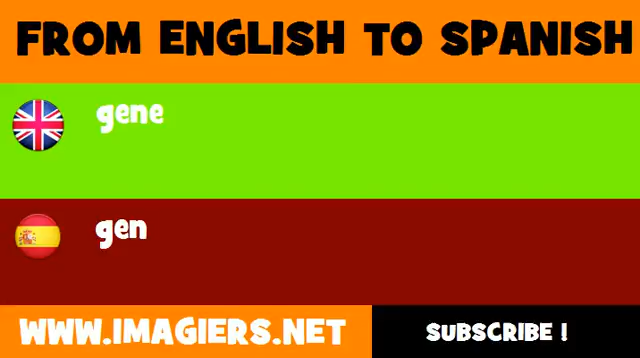 FROM ENGLISH TO SPANISH
gene
gen
WWW.IMAGIERS.NET
SUBSCRIBE !